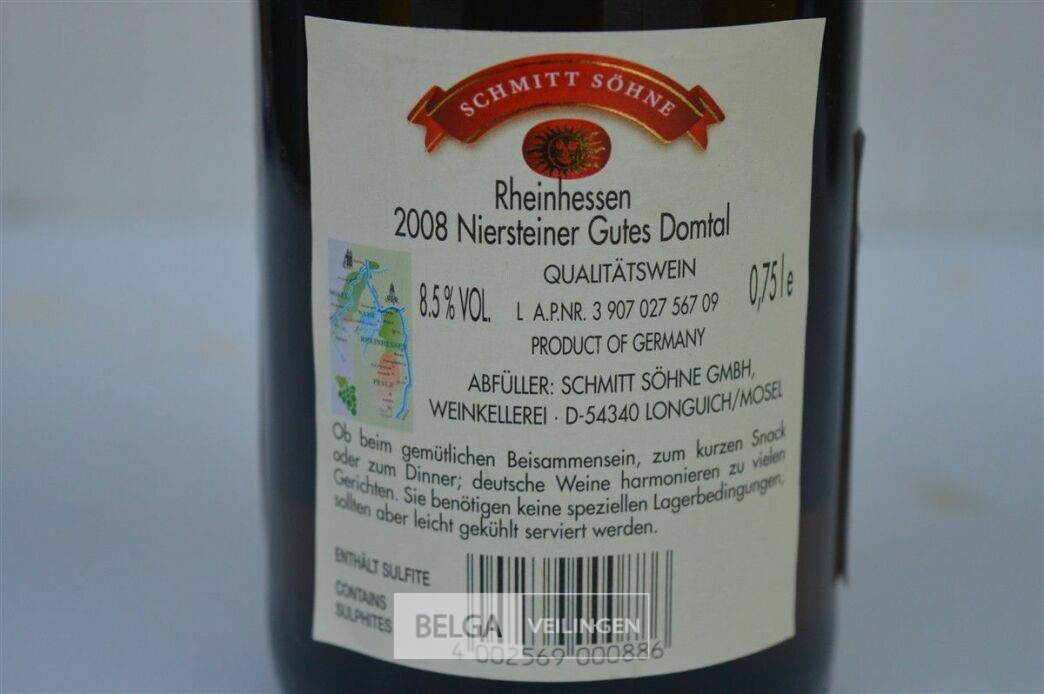 SCHMITT SÖHNE
Rheinhessen
2008 Niersteiner Gutes Domtal
QUALITÄTSWEIN
8.5 % VOL.
0,75 l e
L A.P.NR. 3 907 027 567 09
PRODUCT OF GERMANY
ABFÜLLER: SCHMITT SÖHNE GMBH,
WEINKELLEREI · D-54340 LONGUICH/MOSEL
NAHE
RHEINHESSEN
PFALZ
Ob beim gemütlichen Beisammensein, zum kurzen Snack
oder zum Dinner; deutsche Weine harmonieren zu vielen
Gerichten. Sie benötigen keine speziellen Lagerbedingungen,
sollten aber leicht gekühlt serviert werden.
ENTHÄLT SULFITE
CONTAINS
SULPHITES
BELGA VEILINGEN
4 002569 000886